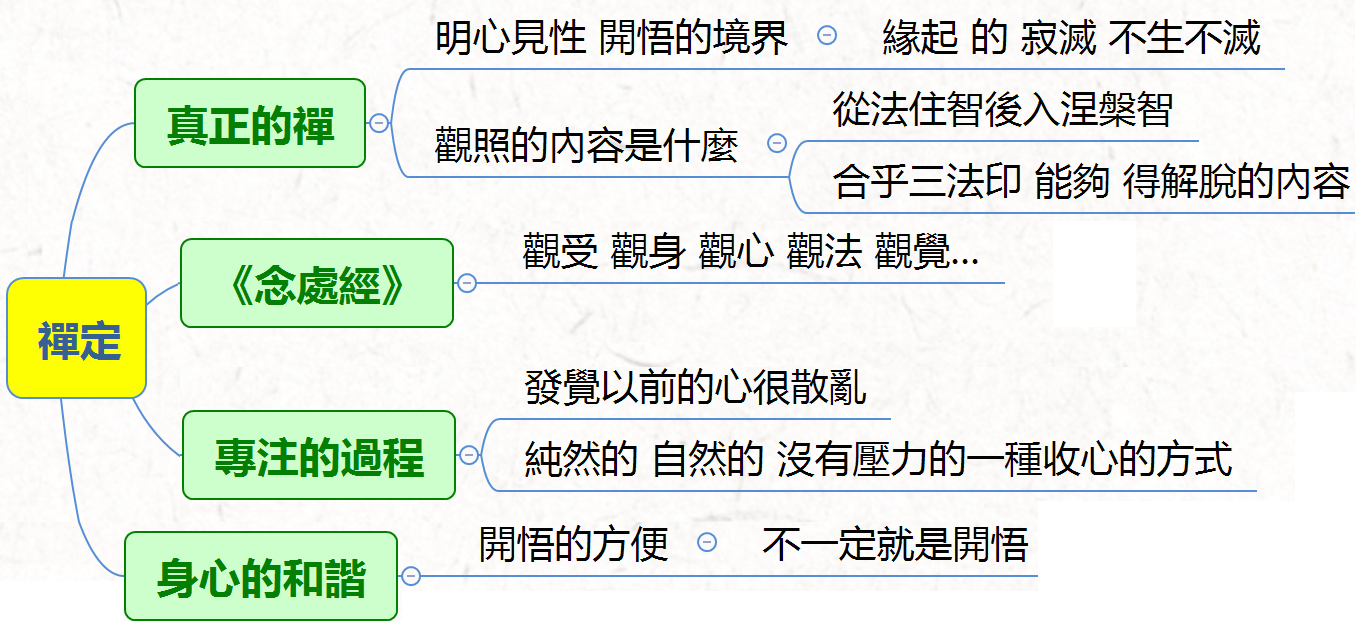 禪定
真正的禪
明心見性 開悟的境界
緣起 的 寂滅 不生不滅
觀照的內容是什麼
從法住智後入涅槃智
合乎三法印 能夠 得解脫的內容
《念處經》
觀受 觀身 觀心 觀法 觀覺...
專注的過程
發覺以前的心很散亂
純然的 自然的 沒有壓力的一種收心的方式
身心的和諧
開悟的方便
不一定就是開悟